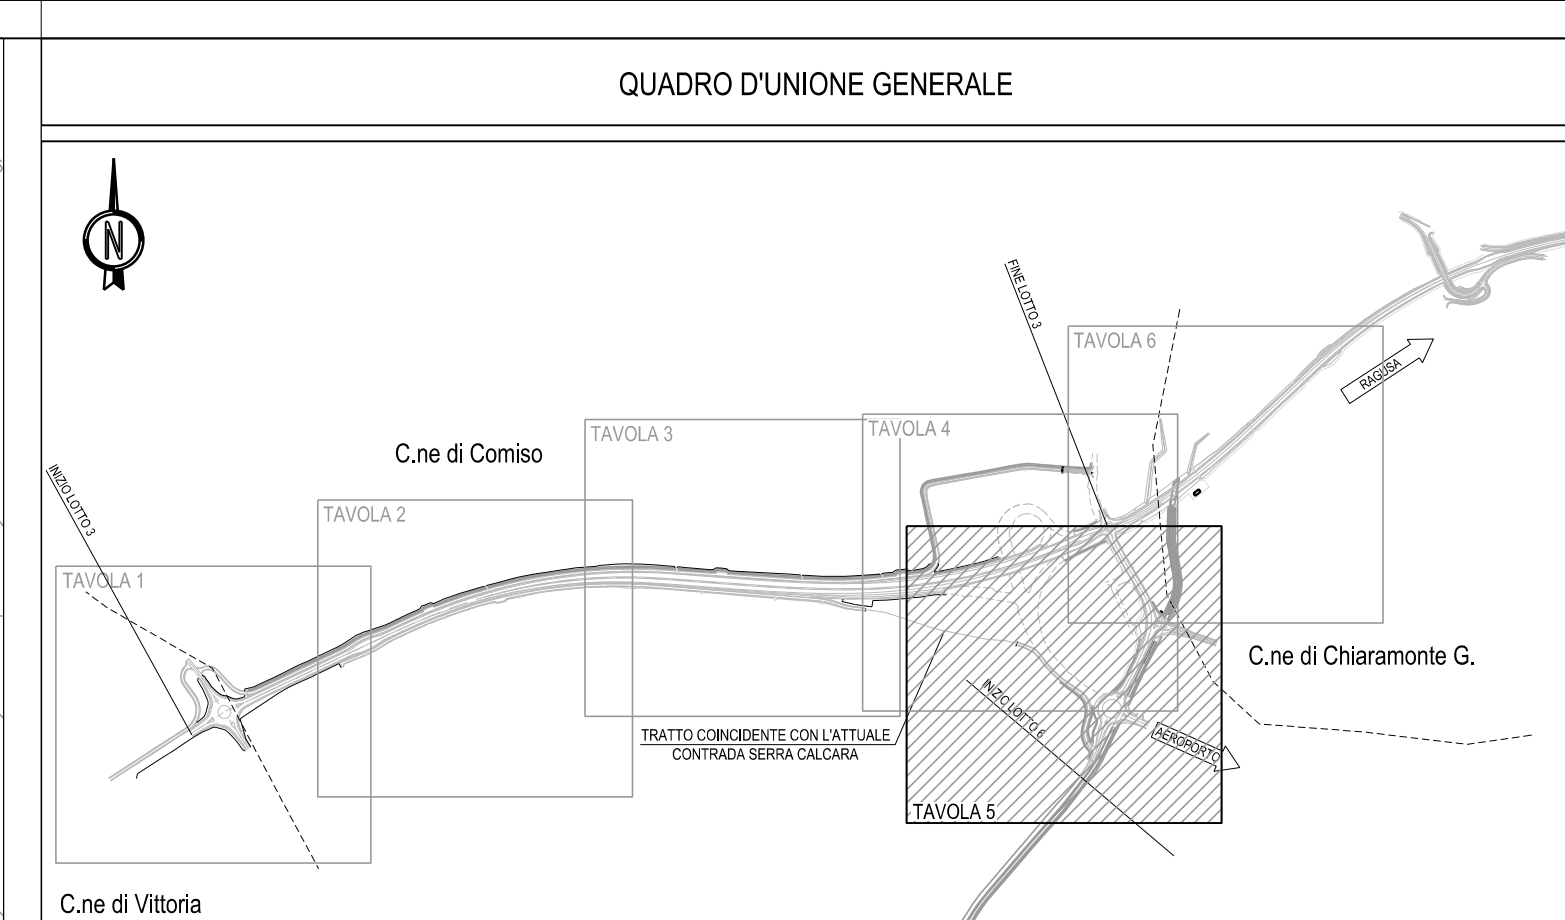 QUADRO D'UNIONE GENERALE
N
FINE LOTTO 3
TAVOLA 6
RAGUSA
TAVOLA 3
TAVOLA 4
C.ne di Comiso
INIZIO LOTTO 3
TAVOLA 2
TAVOLA 1
C.ne di Chiaramonte G.
INIZIO LOTTO 6
TRATTO COINCIDENTE CON L'ATTUALE
CONTRADA SERRA CALCARA
AEROPORTO
TAVOLA 5
C.ne di Vittoria